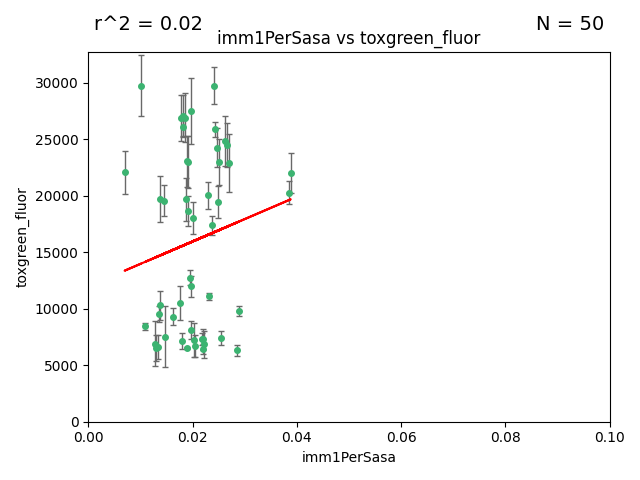 r^2 = 0.02
N = 50
imm1PerSasa vs toxgreen_fluor
30000
25000
20000
15000
10000
5000
0
toxgreen_fluor
0.00 0.02 0.04 0.06 0.08 0.10
imm1PerSasa